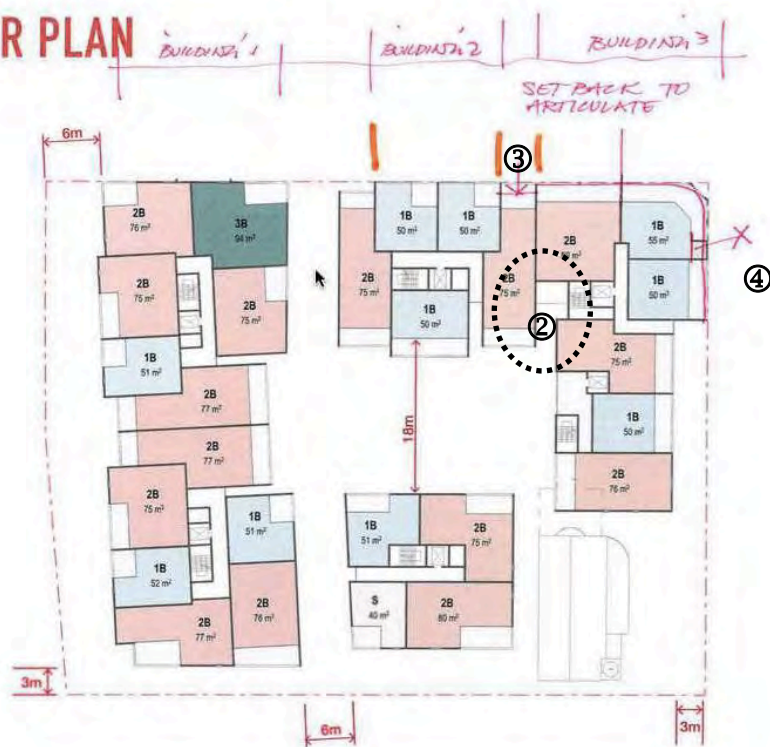 R PLAN
BUILDING 1
BUILDING 2
BUILDING 3
SET BACK TO
ARTICULATE
6m
③
④
②
X
2B
76 m²
3B
94 m²
1B
50 m²
1B
50 m²
2B
1B
55 m²
2B
75 m²
2B
75 m²
2B
75 m²
2B
75 m²
1B
50 m²
1B
50 m²
1B
51 m²
2B
75 m²
2B
77 m²
1B
50 m²
18m
2B
77 m²
2B
76 m²
2B
75 m²
1B
51 m²
1B
51 m²
2B
75 m²
1B
52 m²
2B
77 m²
2B
76 m²
S
40 m²
2B
80 m²
3m
6m
3m